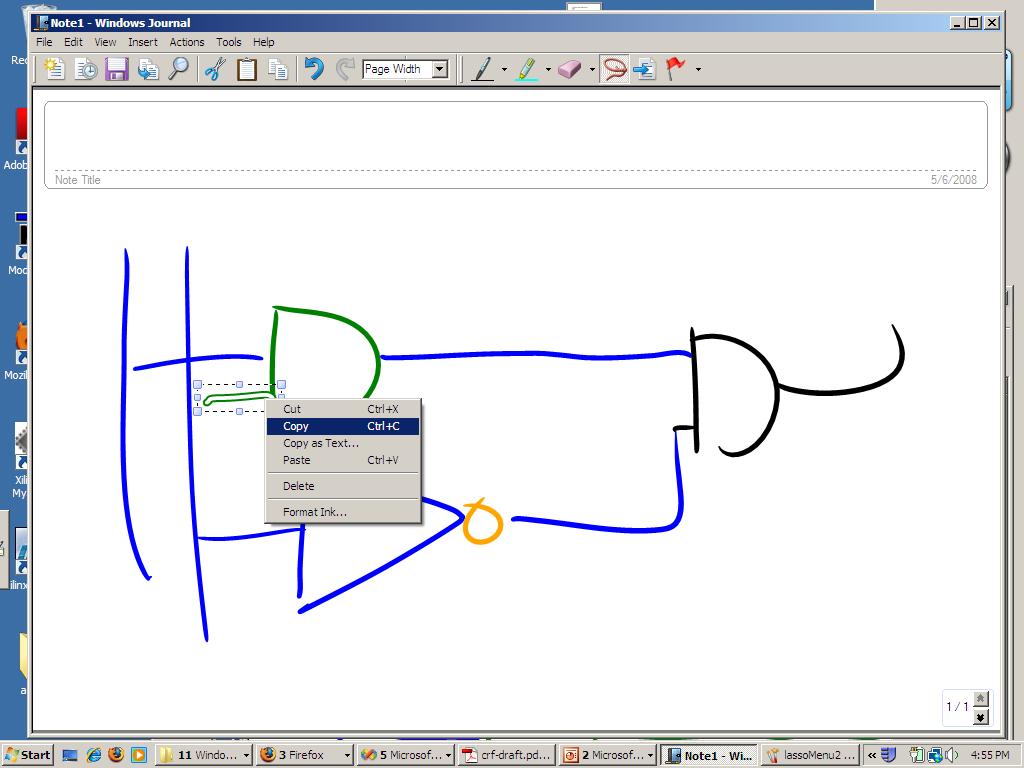 Note1 - Windows Journal
File Edit View Insert Actions Tools Help
Page Width
Note Title
5/6/2008
Cut Ctrl+X
Copy Ctrl+C
Copy as Text...
Paste Ctrl+V
Delete
Format Ink...
1 / 1
Rec
Adob
Moc
Mozil
Xili
My
ilinx
a
Start
11 Windo...
3 Firefox
5 Microsof...
crf-draft.pd...
2 Microsof...
Note1 - Wi...
lassoMenu2 ...
4:55 PM